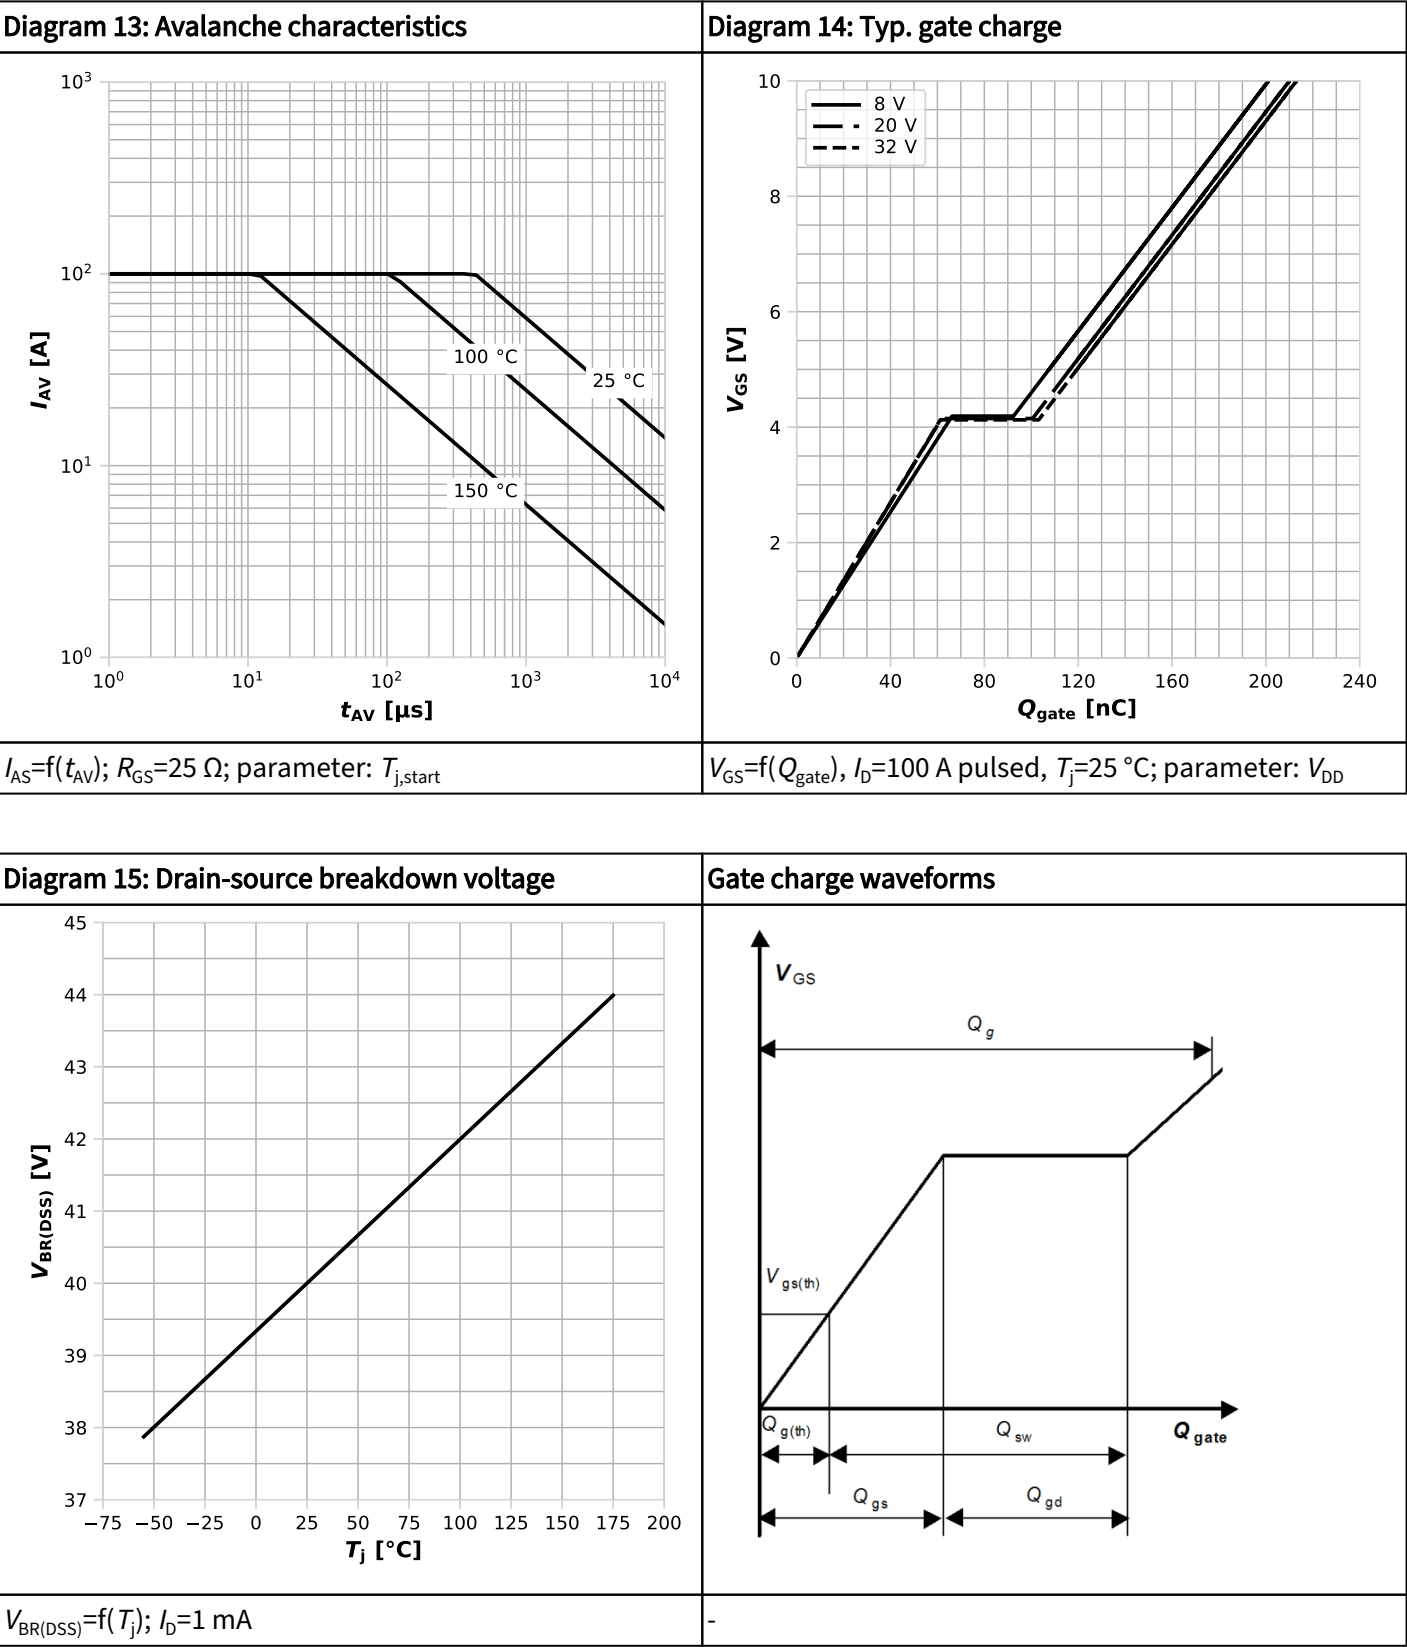 Diagram 13: Avalanche characteristics
Diagram 14: Typ. gate charge
10³
10²
10¹
10⁰
I_AV [A]
100 °C
25 °C
150 °C
10⁰ 10¹ 10² 10³ 10⁴
t_AV [µs]
10
8
6
4
2
0
V_GS [V]
8 V
20 V
32 V
0 40 80 120 160 200 240
Q_gate [nC]
I_AS=f(t_AV); R_GS=25 Ω; parameter: T_j,start
V_GS=f(Q_gate), I_D=100 A pulsed, T_j=25 °C; parameter: V_DD
Diagram 15: Drain-source breakdown voltage
Gate charge waveforms
45
44
43
42
41
40
39
38
37
V_BR(DSS) [V]
−75 −50 −25 0 25 50 75 100 125 150 175 200
T_j [°C]
V_GS
Q_g
V_gs(th)
Q_g(th)
Q_sw
Q_gate
Q_gs
Q_gd
V_BR(DSS)=f(T_j); I_D=1 mA
-